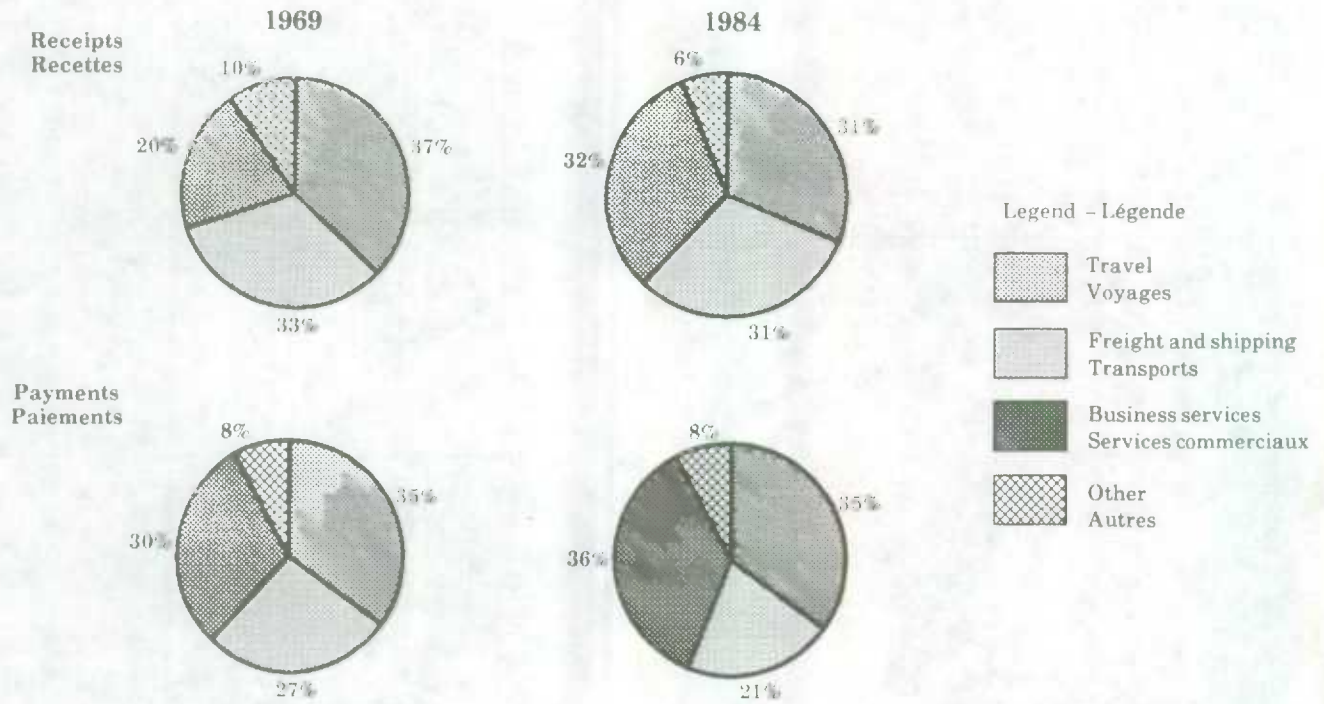 1969
1984
Receipts
Recettes
10%
37%
20%
33%
6%
31%
32%
31%
Legend – Légende
Travel
Voyages
Freight and shipping
Transports
Business services
Services commerciaux
Other
Autres
Payments
Paiements
8%
35%
30%
27%
8%
35%
36%
21%